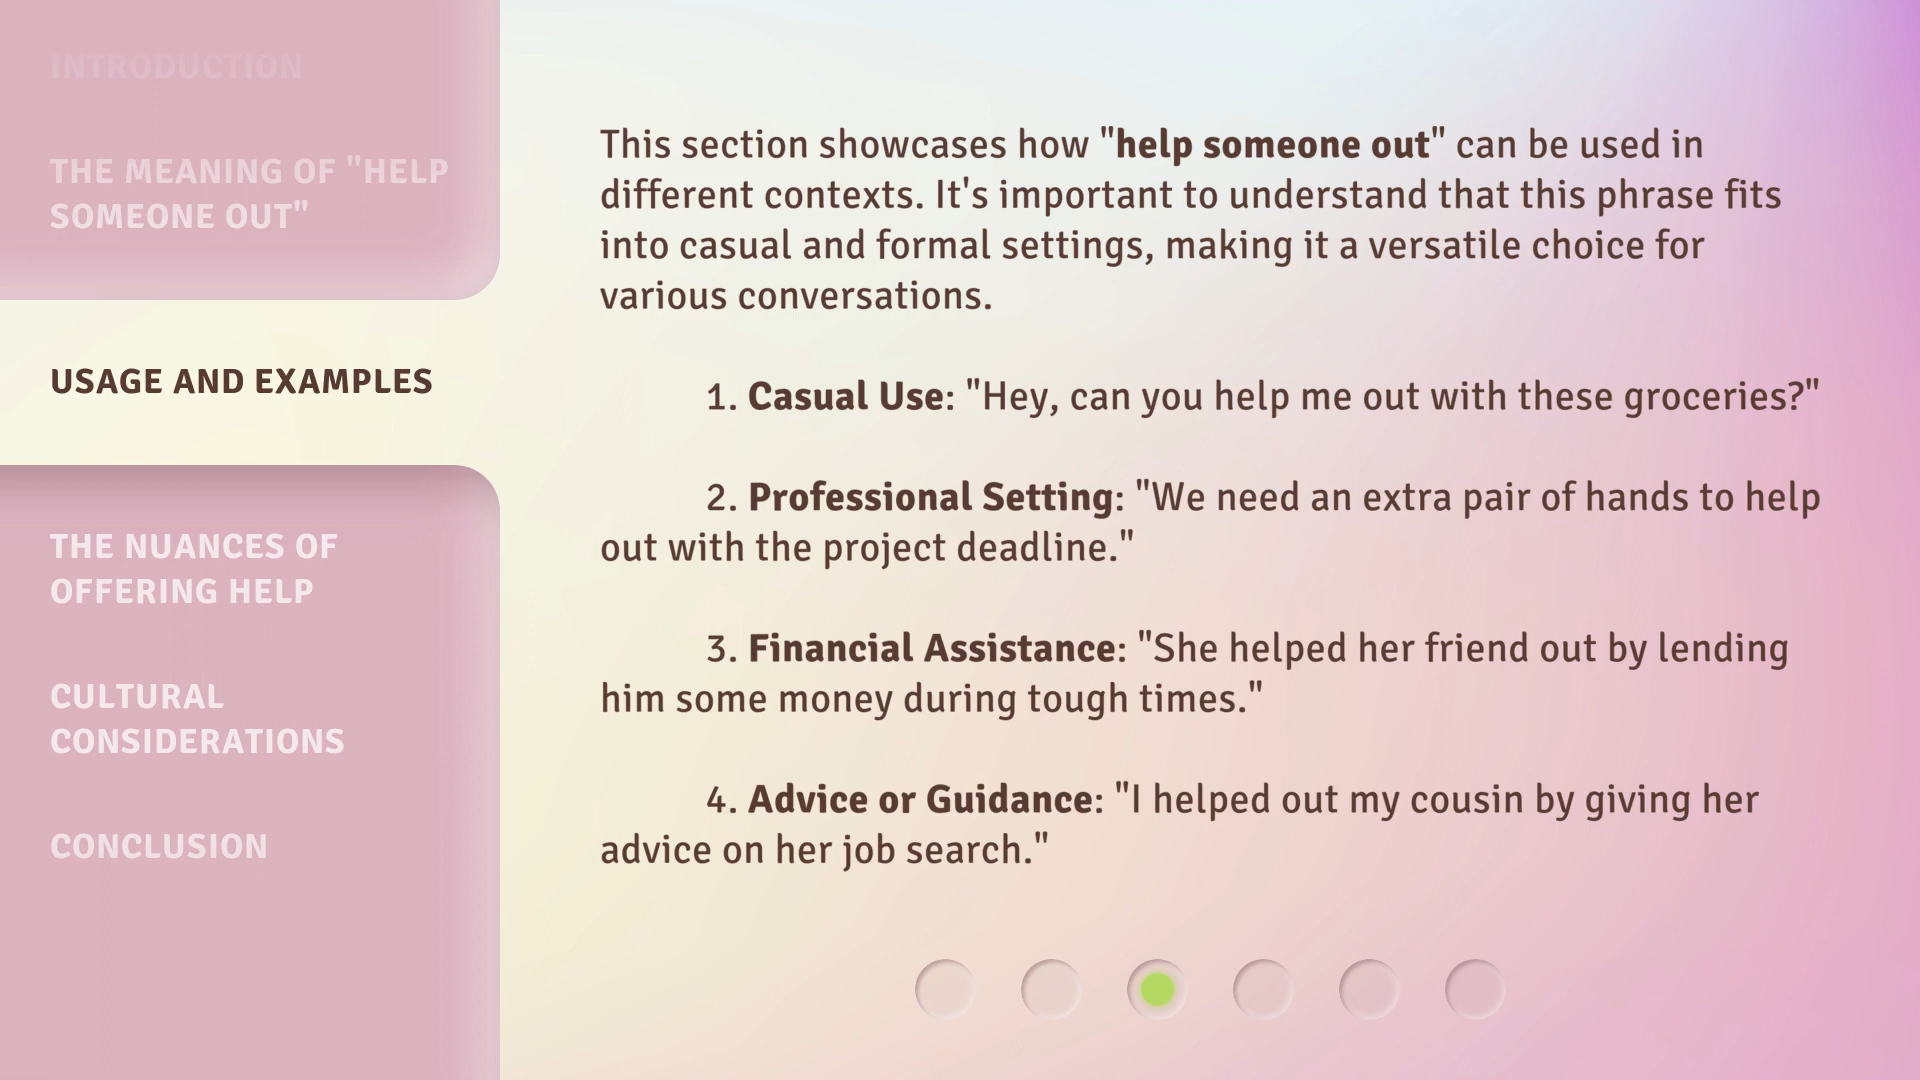 INTRODUCTION
THE MEANING OF "HELP
SOMEONE OUT"
USAGE AND EXAMPLES
THE NUANCES OF
OFFERING HELP
CULTURAL
CONSIDERATIONS
CONCLUSION
This section showcases how "help someone out" can be used in
different contexts. It's important to understand that this phrase fits
into casual and formal settings, making it a versatile choice for
various conversations.
1. Casual Use: "Hey, can you help me out with these groceries?"
2. Professional Setting: "We need an extra pair of hands to help
out with the project deadline."
3. Financial Assistance: "She helped her friend out by lending
him some money during tough times."
4. Advice or Guidance: "I helped out my cousin by giving her
advice on her job search."